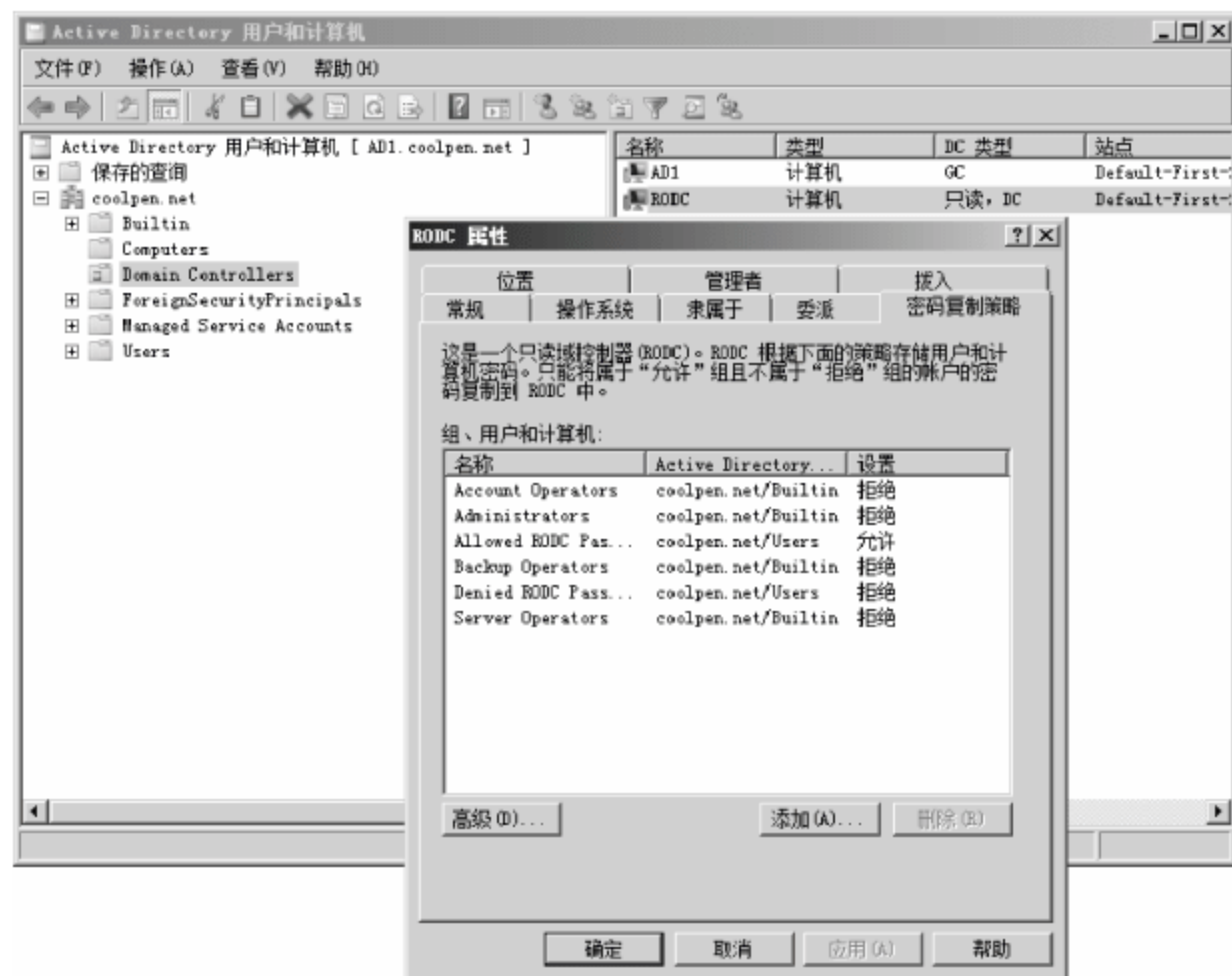 Active Directory 用户和计算机
文件(F) 操作(A) 查看(V) 帮助(H)
Active Directory 用户和计算机 [ AD1.coolpen.net ]
保存的查询
coolpen.net
Builtin
Computers
Domain Controllers
ForeignSecurityPrincipals
Managed Service Accounts
Users
名称 类型 DC 类型 站点
AD1 计算机 GC Default-First-
RODC 计算机 只读, DC Default-First-
RODC 属性
位置 管理者 拨入
常规 操作系统 隶属于 委派 密码复制策略
这是一个只读域控制器(RODC)。RODC 根据下面的策略存储用户和计
算机密码。只能将属于“允许”组且不属于“拒绝”组的帐户的密
码复制到 RODC 中。
组、用户和计算机:
名称 Active Directory... 设置
Account Operators coolpen.net/Builtin 拒绝
Administrators coolpen.net/Builtin 拒绝
Allowed RODC Pas... coolpen.net/Users 允许
Backup Operators coolpen.net/Builtin 拒绝
Denied RODC Pass... coolpen.net/Users 拒绝
Server Operators coolpen.net/Builtin 拒绝
高级(D)... 添加(A)... 删除(R)
确定 取消 应用(A) 帮助